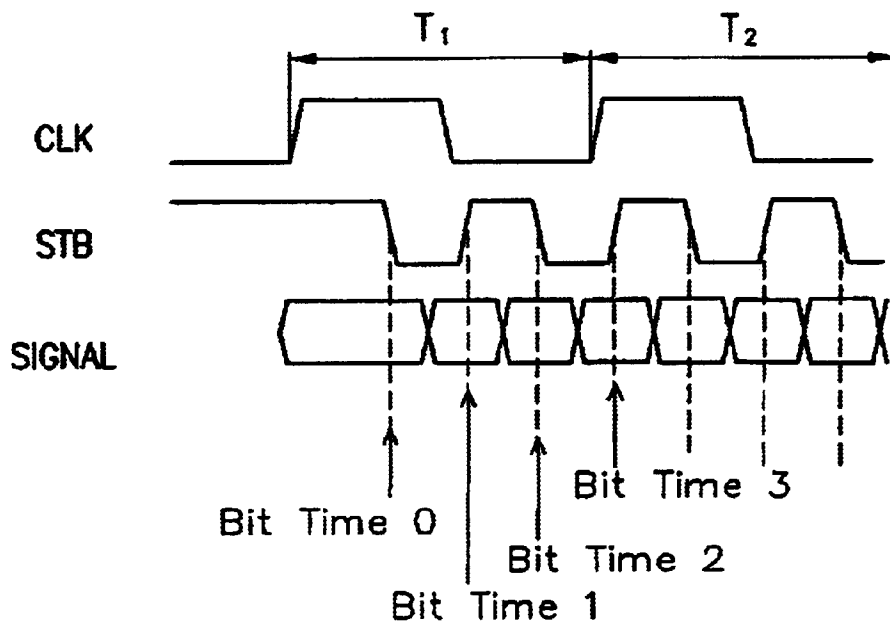 T₁ T₂
CLK
STB
SIGNAL
Bit Time 3
Bit Time 0
Bit Time 2
Bit Time 1